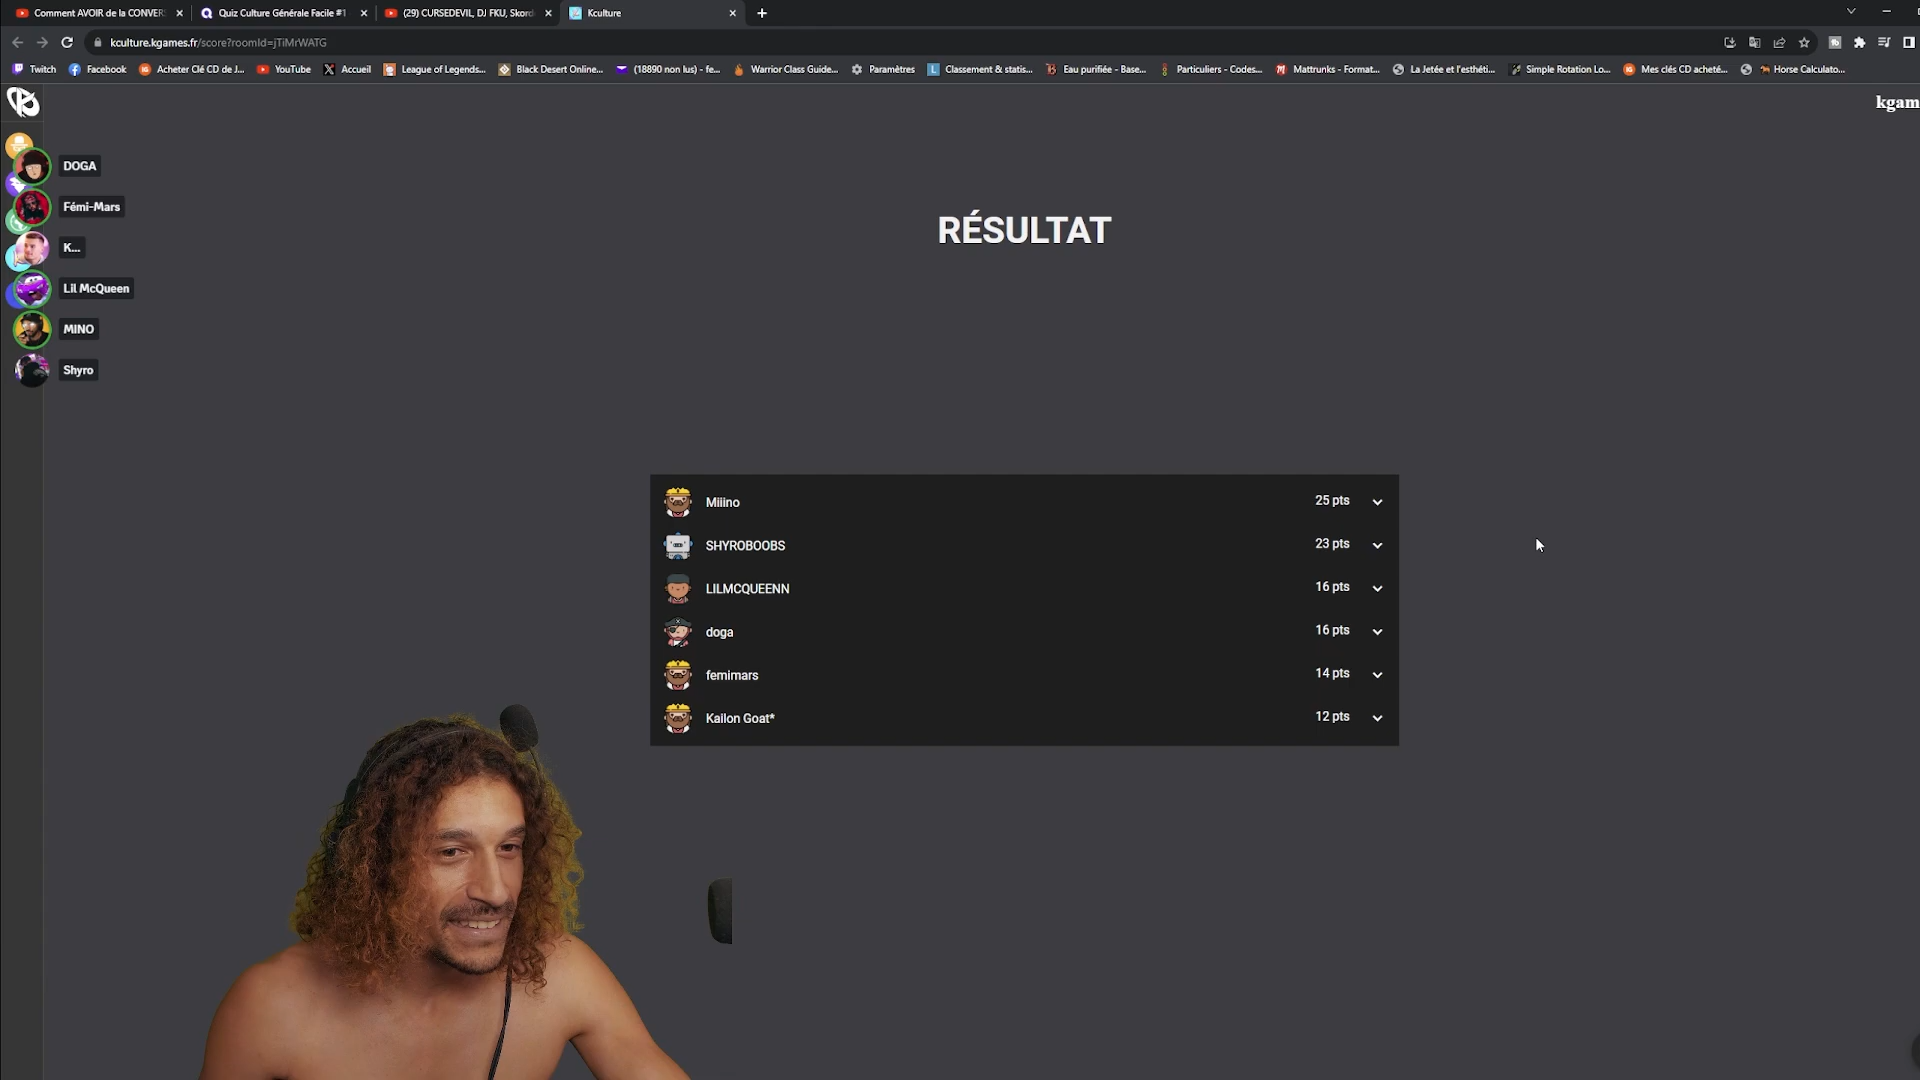 Comment AVOIR de la CONVER
Quiz Culture Générale Facile #1
(29) CURSEDEVIL, DJ FKU, Skord
Kculture
kculture.kgames.fr/score?roomId=jTiMrWATG
Twitch
Facebook
Acheter Clé CD de J...
YouTube
Accueil
League of Legends...
Black Desert Online...
(18890 non lus) - fe...
Warrior Class Guide...
Paramètres
Classement & statis...
Eau purifiée - Base...
Particuliers - Codes...
Mattrunks - Format...
La Jetée et l'esthéti...
Simple Rotation Lo...
Mes clés CD acheté...
Horse Calculato...
kgam
DOGA
Fémi-Mars
K...
Lil McQueen
MINO
Shyro
RÉSULTAT
Miiino 25 pts
SHYROBOOBS 23 pts
LILMCQUEENN 16 pts
doga 16 pts
femimars 14 pts
Kailon Goat* 12 pts